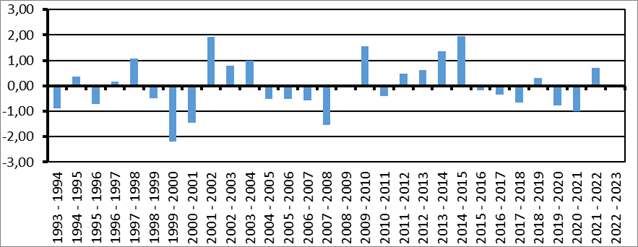 3,00
2,00
1,00
0,00
-1,00
-2,00
-3,00
1993 - 1994
1994 - 1995
1995 - 1996
1996 - 1997
1997 - 1998
1998 - 1999
1999 - 2000
2000 - 2001
2001 - 2002
2002 - 2003
2003 - 2004
2004 - 2005
2005 - 2006
2006 - 2007
2007 - 2008
2008 - 2009
2009 - 2010
2010 - 2011
2011 - 2012
2012 - 2013
2013 - 2014
2014 - 2015
2015 - 2016
2016 - 2017
2017 - 2018
2018 - 2019
2019 - 2020
2020 - 2021
2021 - 2022
2022 - 2023